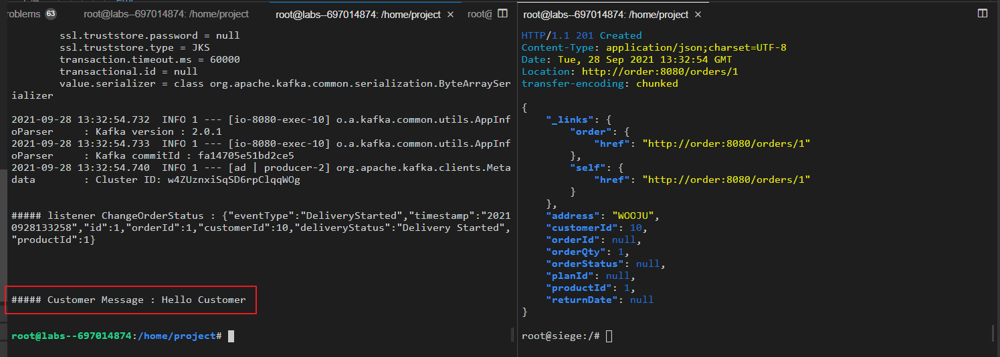 roblems 63
root@labs--697014874: /home/project
root@labs--697014874: /home/project ×
root@
ssl.truststore.password = null
ssl.truststore.type = JKS
transaction.timeout.ms = 60000
transactional.id = null
value.serializer = class org.apache.kafka.common.serialization.ByteArraySer
ializer
2021-09-28 13:32:54.732  INFO 1 --- [io-8080-exec-10] o.a.kafka.common.utils.AppInf
oParser     : Kafka version : 2.0.1
2021-09-28 13:32:54.733  INFO 1 --- [io-8080-exec-10] o.a.kafka.common.utils.AppInf
oParser     : Kafka commitId : fa14705e51bd2ce5
2021-09-28 13:32:54.740  INFO 1 --- [ad | producer-2] org.apache.kafka.clients.Meta
data        : Cluster ID: w4ZUznxiSqSD6rpClqqWOg
##### listener ChangeOrderStatus : {"eventType":"DeliveryStarted","timestamp":"20210
928133258","id":1,"orderId":1,"customerId":10,"deliveryStatus":"Delivery Started",
"productId":1}
##### Customer Message : Hello Customer
root@labs--697014874:/home/project#
root@labs--697014874: /home/project ×
HTTP/1.1 201 Created
Content-Type: application/json;charset=UTF-8
Date: Tue, 28 Sep 2021 13:32:54 GMT
Location: http://order:8080/orders/1
transfer-encoding: chunked
{
"_links": {
"order": {
"href": "http://order:8080/orders/1"
},
"self": {
"href": "http://order:8080/orders/1"
}
},
"address": "WOOJU",
"customerId": 10,
"orderId": null,
"orderQty": 1,
"orderStatus": null,
"planId": null,
"productId": 1,
"returnDate": null
}
root@siege:/#